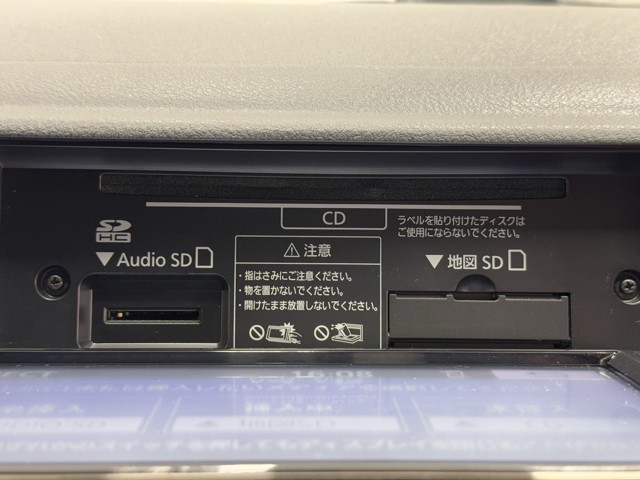 CD
ラベルを貼り付けたディスクは
ご使用にならないでください。
SD
HC
▼Audio SD
⚠注意
・指はさみにご注意ください。
・物を置かないでください。
・開けたまま放置しないでください。
▼地図 SD
16:08